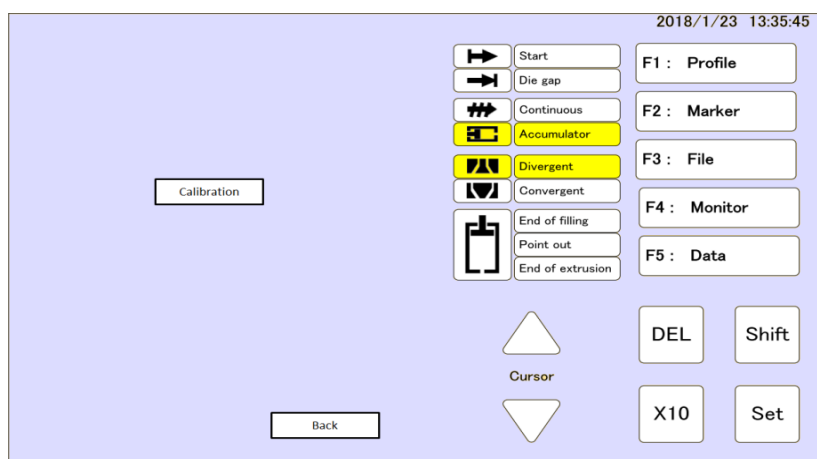 2018/1/23 13:35:45
Start
Die gap
Continuous
Accumulator
Divergent
Convergent
End of filling
Point out
End of extrusion
F1 : Profile
F2 : Marker
F3 : File
F4 : Monitor
F5 : Data
Calibration
Cursor
DEL
Shift
X10
Set
Back